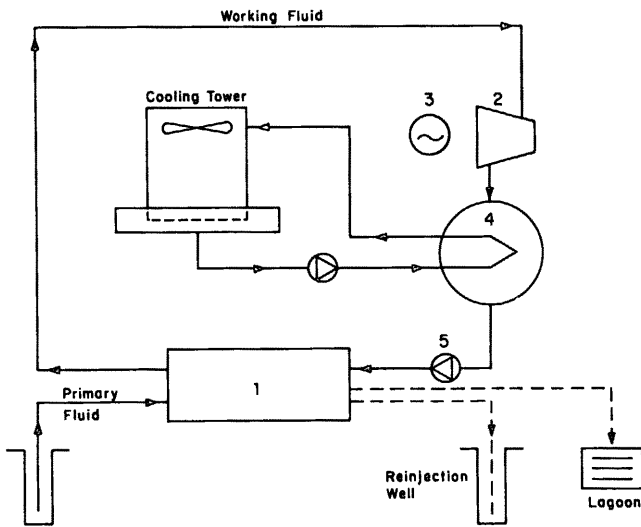 Working Fluid
Cooling Tower
3
2
4
5
1
Primary
Fluid
Reinjection
Well
Lagoon